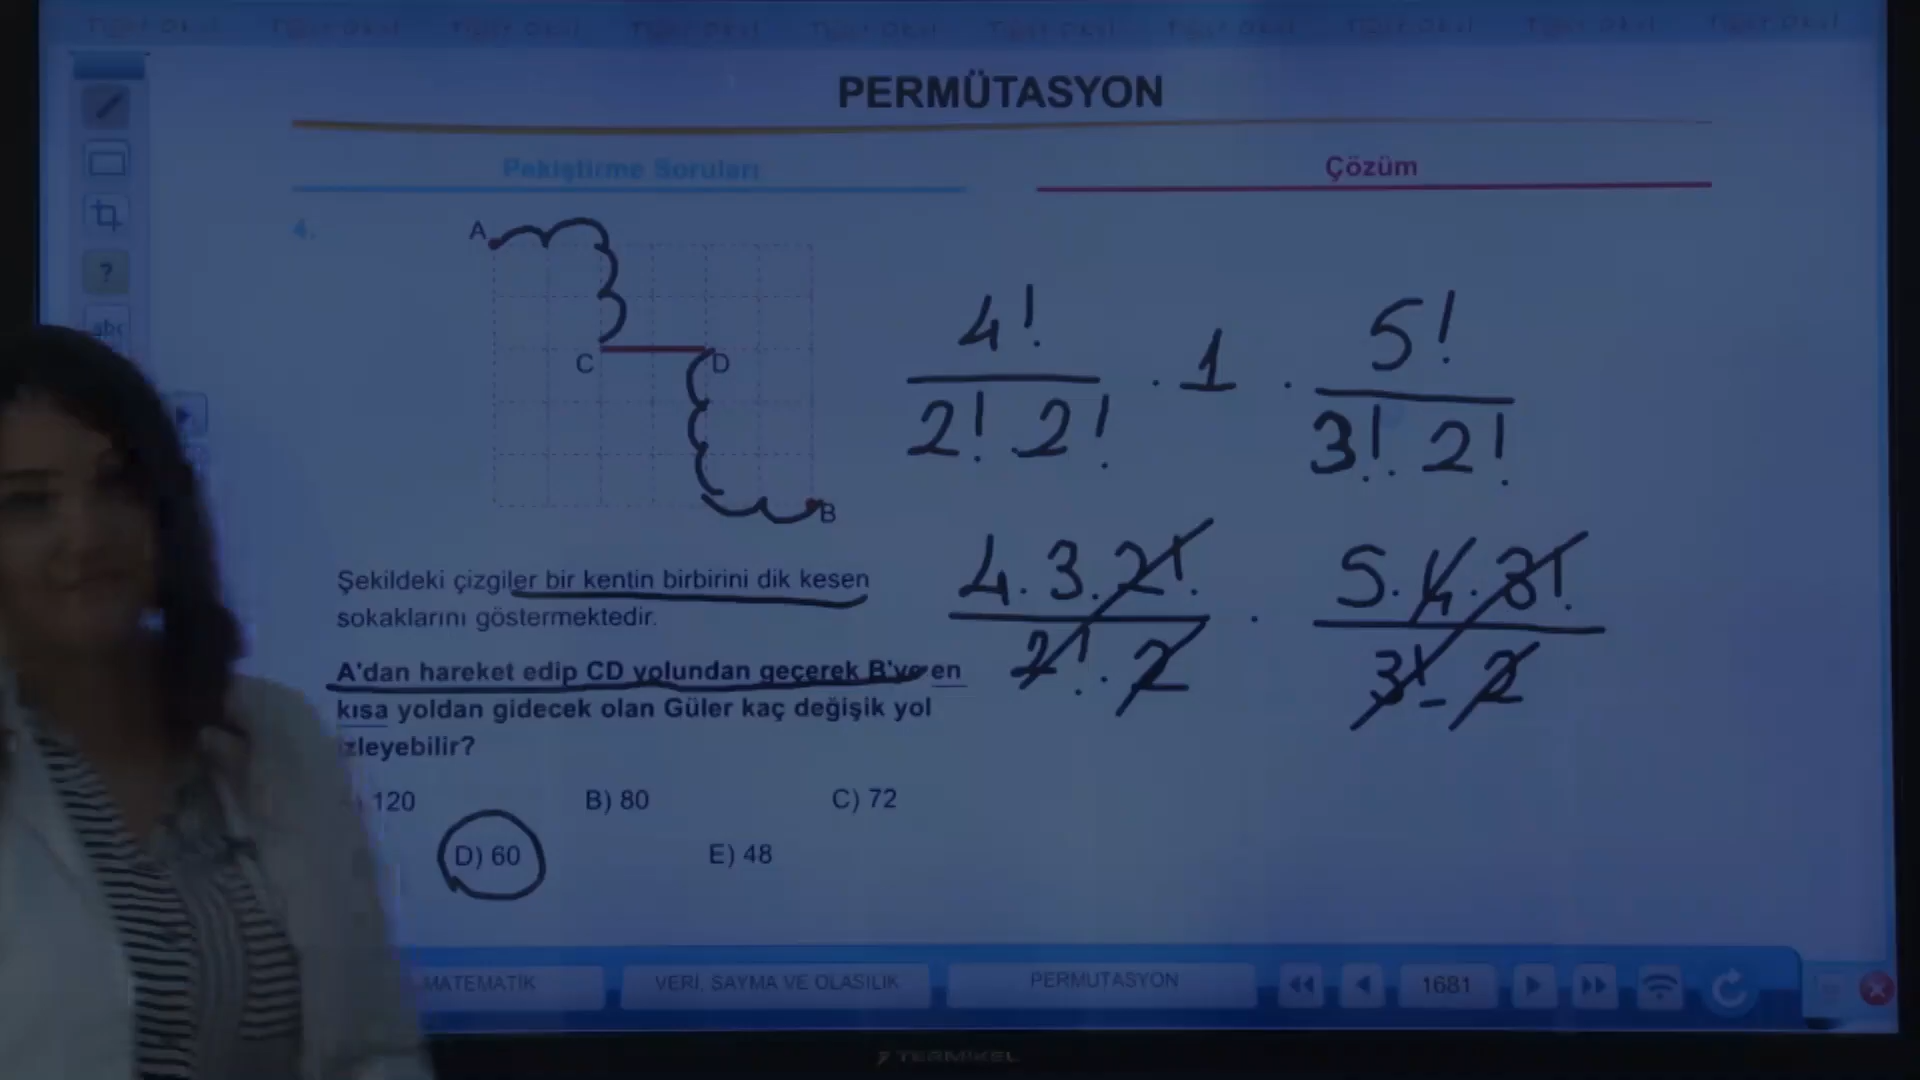 PERMÜTASYON
Pekiştirme Soruları
Çözüm
4.
A
C
D
B
4! / 2! . 2! . 1 . 5! / 3! . 2!
4.3.2! / 2! . 2 . 5.4.3! / 3! . 2
?
abc
Şekildeki çizgiler bir kentin birbirini dik kesen
sokaklarını göstermektedir.
A'dan hareket edip CD yolundan geçerek B'ye en
kısa yoldan gidecek olan Güler kaç değişik yol
izleyebilir?
120
B) 80
C) 72
D) 60
E) 48
MATEMATİK
VERİ, SAYMA VE OLASILIK
PERMUTASYON
1681
TERMIKEL